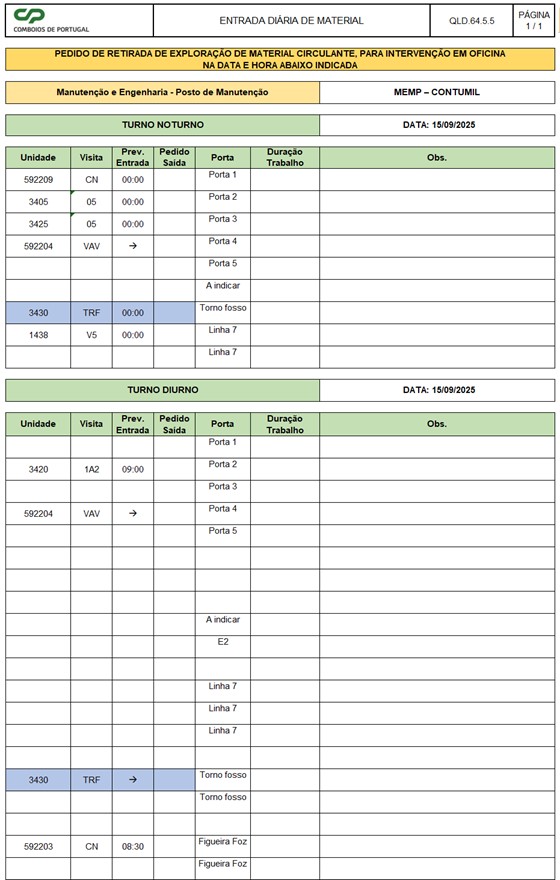 CP
COMBOIOS DE PORTUGAL
ENTRADA DIÁRIA DE MATERIAL
QLD.64.5.5
PÁGINA
1 / 1
PEDIDO DE RETIRADA DE EXPLORAÇÃO DE MATERIAL CIRCULANTE, PARA INTERVENÇÃO EM OFICINA
NA DATA E HORA ABAIXO INDICADA
Manutenção e Engenharia - Posto de Manutenção MEMP – CONTUMIL
TURNO NOTURNO DATA: 15/09/2025
Unidade Visita Prev. Entrada Pedido Saída Porta Duração Trabalho Obs.
592209 CN 00:00 Porta 1
3405 05 00:00 Porta 2
3425 05 00:00 Porta 3
592204 VAV → Porta 4
Porta 5
A indicar
3430 TRF 00:00 Torno fosso
1438 V5 00:00 Linha 7
Linha 7
TURNO DIURNO DATA: 15/09/2025
Unidade Visita Prev. Entrada Pedido Saída Porta Duração Trabalho Obs.
Porta 1
3420 1A2 09:00 Porta 2
Porta 3
592204 VAV → Porta 4
Porta 5
A indicar
E2
Linha 7
Linha 7
Linha 7
3430 TRF → Torno fosso
Torno fosso
592203 CN 08:30 Figueira Foz
Figueira Foz